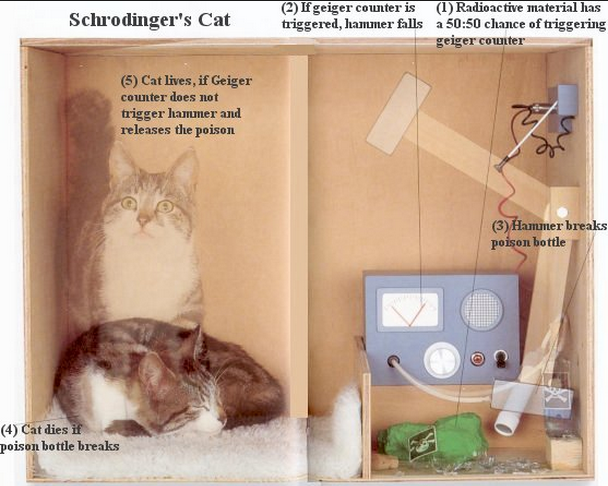 Schrodinger's Cat
(2) If geiger counter is
triggered, hammer falls
(1) Radioactive material has
a 50:50 chance of triggering
geiger counter
(5) Cat lives, if Geiger
counter does not
trigger hammer and
releases the poison
(3) Hammer breaks
poison bottle
(4) Cat dies if
poison bottle breaks